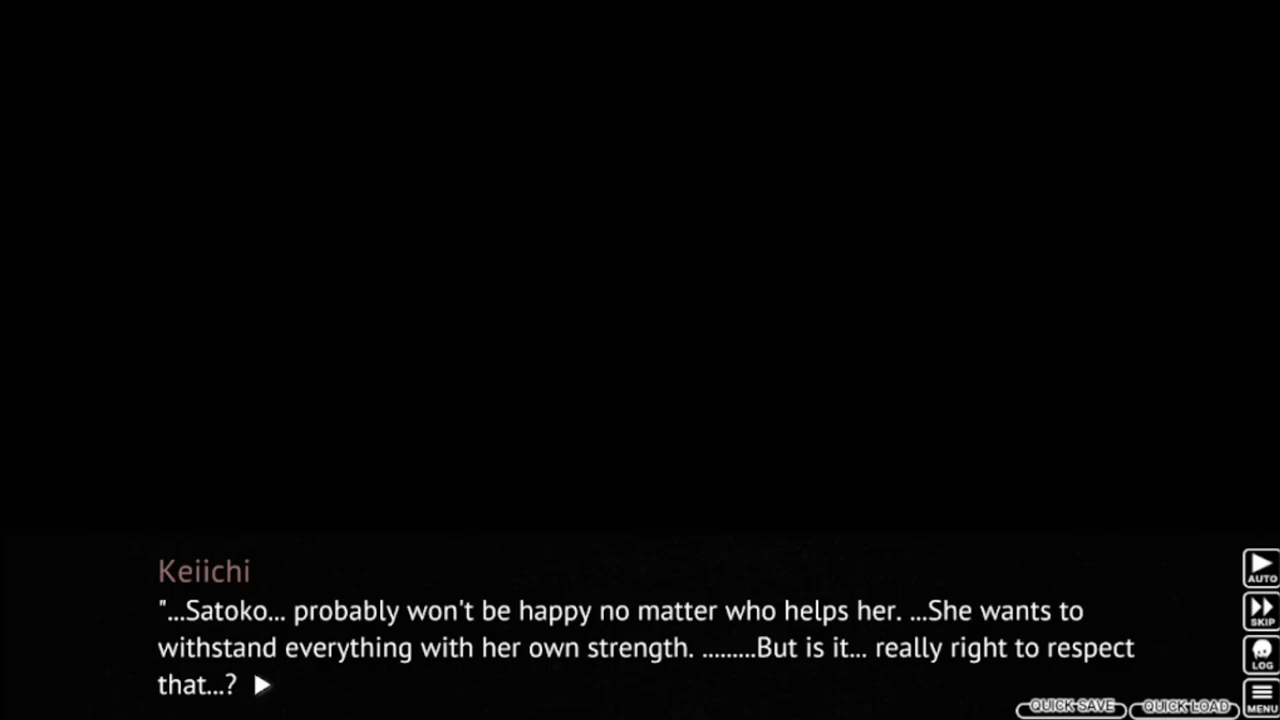 Keiichi
"...Satoko... probably won't be happy no matter who helps her. ...She wants to
withstand everything with her own strength. .........But is it... really right to respect
that...?
AUTO
SKIP
LOG
MENU
QUICK SAVE
QUICK LOAD